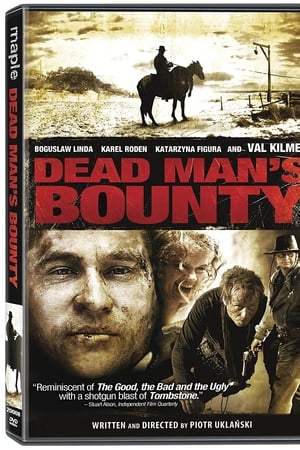 maple
DEAD MAN'S BOUNTY
DVD
BOGUSLAW LINDA KAREL RODEN KATARZYNA FIGURA AND VAL KILME
DEAD MAN'S
BOUNTY
"Reminiscent of The Good, the Bad and the Ugly
with a shotgun blast of Tombstone."
– Stuart Alson, Independent Film Quarterly
WRITTEN AND DIRECTED BY PIOTR UKLAŃSKI